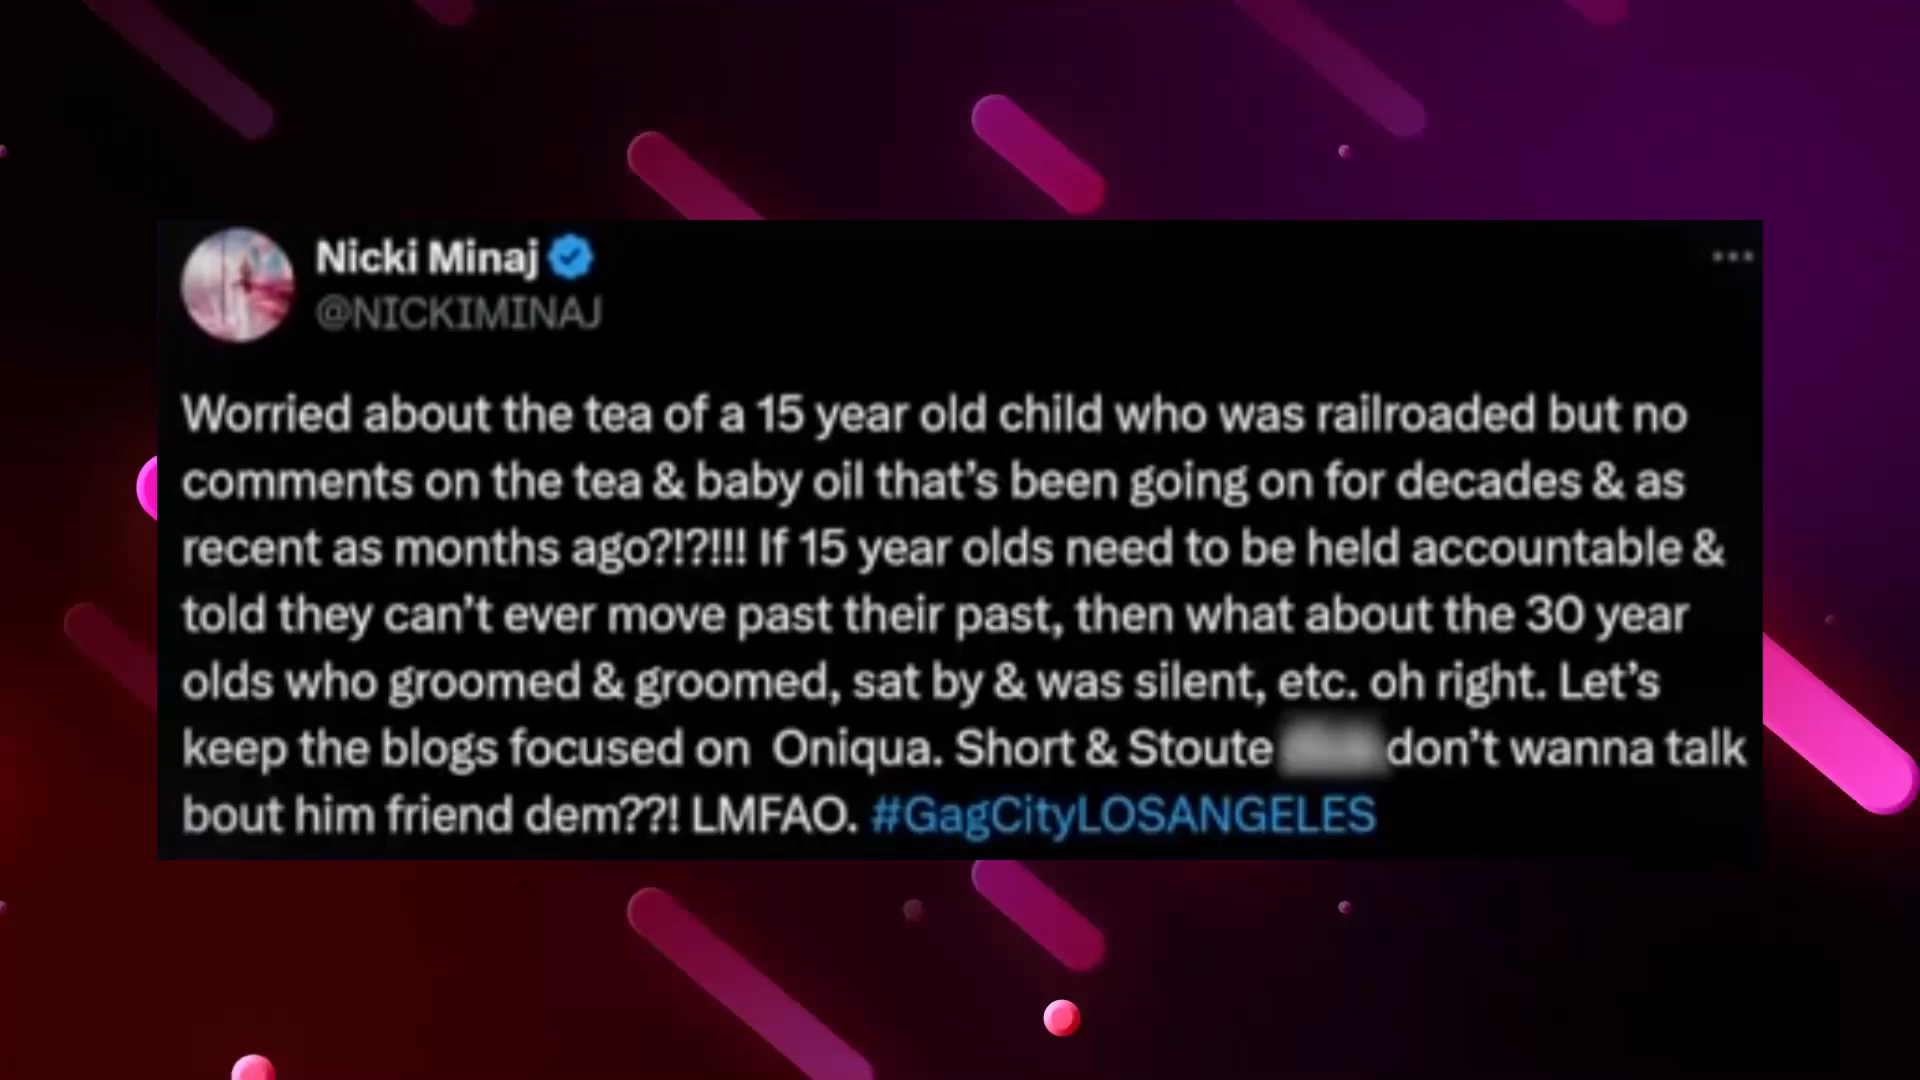 Nicki Minaj
@NICKIMINAJ
Worried about the tea of a 15 year old child who was railroaded but no
comments on the tea & baby oil that's been going on for decades & as
recent as months ago?!?!!! If 15 year olds need to be held accountable &
told they can't ever move past their past, then what about the 30 year
olds who groomed & groomed, sat by & was silent, etc. oh right. Let's
keep the blogs focused on Oniqua. Short & Stoute don't wanna talk
bout him friend dem??! LMFAO. #GagCityLOSANGELES